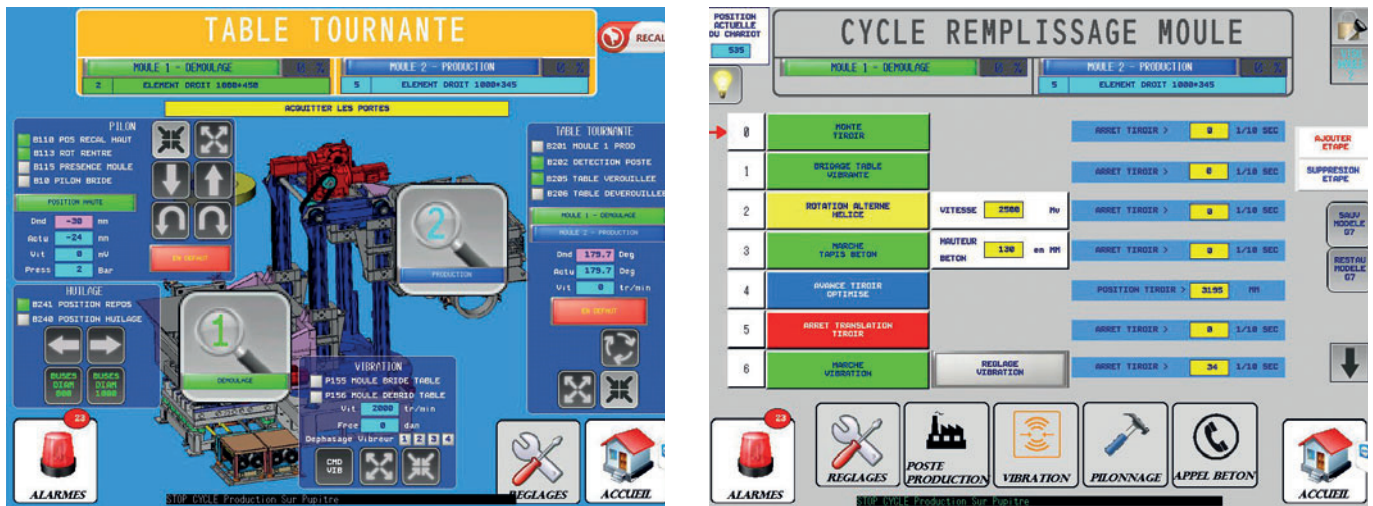 TABLE TOURNANTE
RECAL
MOULE 1 - DEMOULAGE 0 %
MOULE 2 - PRODUCTION 0 %
2 ELEMENT DROIT 1000*450
5 ELEMENT DROIT 1000*345
ACQUITTER LES PORTES
PILON
B110 POS RECAL HAUT
B113 ROT RENTRE
B115 PRESENCE MOULE
B10 PILON BRIDE
POSITION HAUTE
Dmd -30 mm
Actu -24 mm
Vit 0 mV
Press 2 Bar
EN DEFAUT
HUILAGE
B241 POSITION REPOS
B240 POSITION HUILAGE
BUSES DIAM 800
BUSES DIAM 1000
1
DEMOULAGE
2
PRODUCTION
VIBRATION
P155 MOULE BRIDE TABLE
P156 MOULE DEBRID TABLE
Vit 2000 tr/min
Frec 0 dan
Dephasage Vibreur 1 2 3 4
CMD VIB
TABLE TOURNANTE
B201 MOULE 1 PROD
B202 DETECTION POSTE
B205 TABLE VEROUILLEE
B206 TABLE DEVEROUILLEE
MOULE 1 - DEMOULAGE
MOULE 2 - PRODUCTION
Dmd 179.7 Deg
Actu 179.7 Deg
Vit 0 tr/min
EN DEFAUT
23
ALARMES
REGLAGES
ACCUEIL
STOP CYCLE Production Sur Pupitre
POSITION
ACTUELLE
DU CHARIOT
535
CYCLE REMPLISSAGE MOULE
MOULE 1 - DEMOULAGE 0 %
MOULE 2 - PRODUCTION 0 %
5 ELEMENT DROIT 1000*345
0 MONTE TIROIR ARRET TIROIR > 0 1/10 SEC
1 BRIDAGE TABLE VIBRANTE ARRET TIROIR > 0 1/10 SEC
2 ROTATION ALTERNE HELICE VITESSE 2500 Mv ARRET TIROIR > 0 1/10 SEC
3 MARCHE TAPIS BETON HAUTEUR BETON 130 en MM ARRET TIROIR > 0 1/10 SEC
4 AVANCE TIROIR OPTIMISE POSITION TIROIR > 3195 MM
5 ARRET TRANSLATION TIROIR ARRET TIROIR > 0 1/10 SEC
6 MARCHE VIBRATION REGLAGE VIBRATION ARRET TIROIR > 34 1/10 SEC
AJOUTER
ETAPE
SUPPRESION
ETAPE
SAUV
MODELE
G7
RESTAU
MODELE
G7
23
ALARMES
REGLAGES
POSTE
PRODUCTION
VIBRATION
PILONNAGE
APPEL BETON
ACCUEIL
STOP CYCLE Production Sur Pupitre